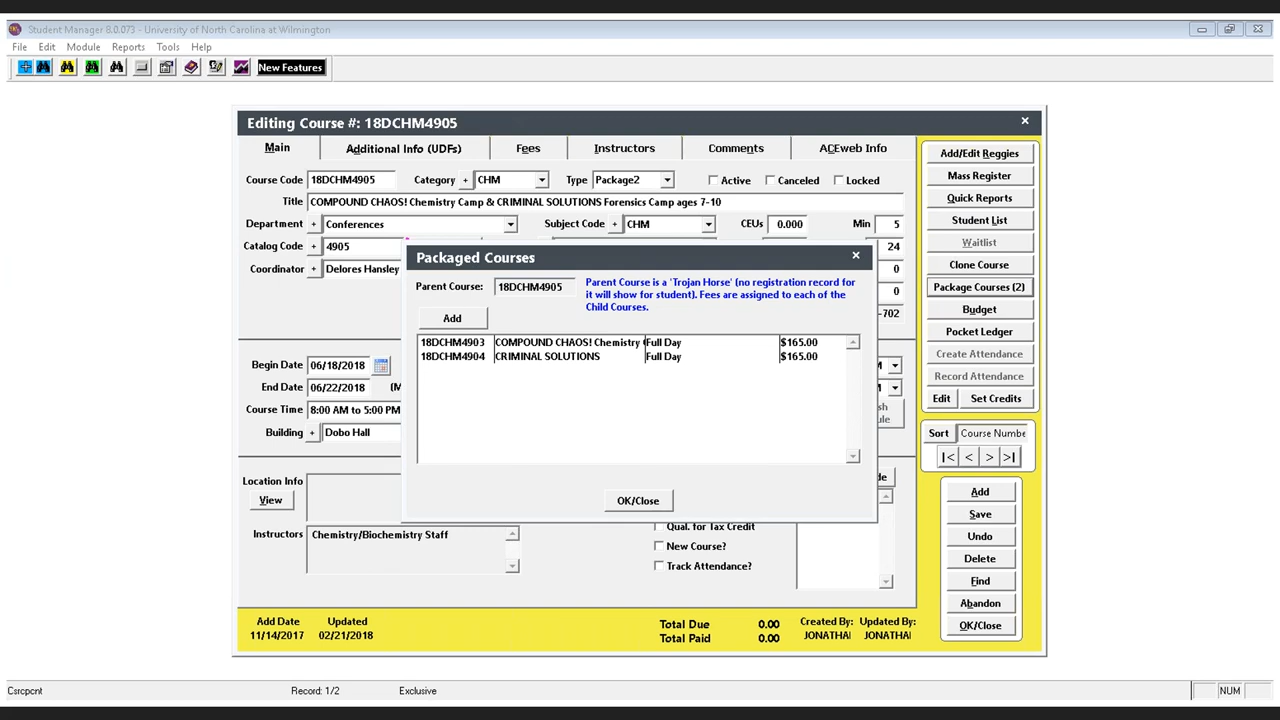 Student Manager 8.0.073 - University of North Carolina at Wilmington
File Edit Module Reports Tools Help
New Features
Editing Course #: 18DCHM4905
Main Additional Info (UDFs) Fees Instructors Comments ACEweb Info
Course Code 18DCHM4905 Category + CHM Type Package2 Active Canceled Locked
Title COMPOUND CHAOS! Chemistry Camp & CRIMINAL SOLUTIONS Forensics Camp ages 7-10
Department + Conferences Subject Code + CHM CEUs 0.000 Min 5
Catalog Code + 4905 24
Coordinator + Delores Hansley 0
0
-702
Packaged Courses
Parent Course: 18DCHM4905
Parent Course is a 'Trojan Horse' (no registration record for
it will show for student). Fees are assigned to each of the
Child Courses.
Add
18DCHM4903 COMPOUND CHAOS! Chemistry Full Day $165.00
18DCHM4904 CRIMINAL SOLUTIONS Full Day $165.00
OK/Close
Begin Date 06/18/2018 M
End Date 06/22/2018 (M M
Course Time 8:00 AM to 5:00 PM sh
ule
Building + Dobo Hall
Location Info de
View
Instructors Chemistry/Biochemistry Staff
Qual. for Tax Credit
New Course?
Track Attendance?
Add Date Updated
11/14/2017 02/21/2018
Total Due 0.00
Total Paid 0.00
Created By: Updated By:
JONATHAI JONATHAI
Add/Edit Reggies
Mass Register
Quick Reports
Student List
Waitlist
Clone Course
Package Courses (2)
Budget
Pocket Ledger
Create Attendance
Record Attendance
Edit Set Credits
Sort Course Numbe
|< < > >|
Add
Save
Undo
Delete
Find
Abandon
OK/Close
Csrcpcnt Record: 1/2 Exclusive NUM